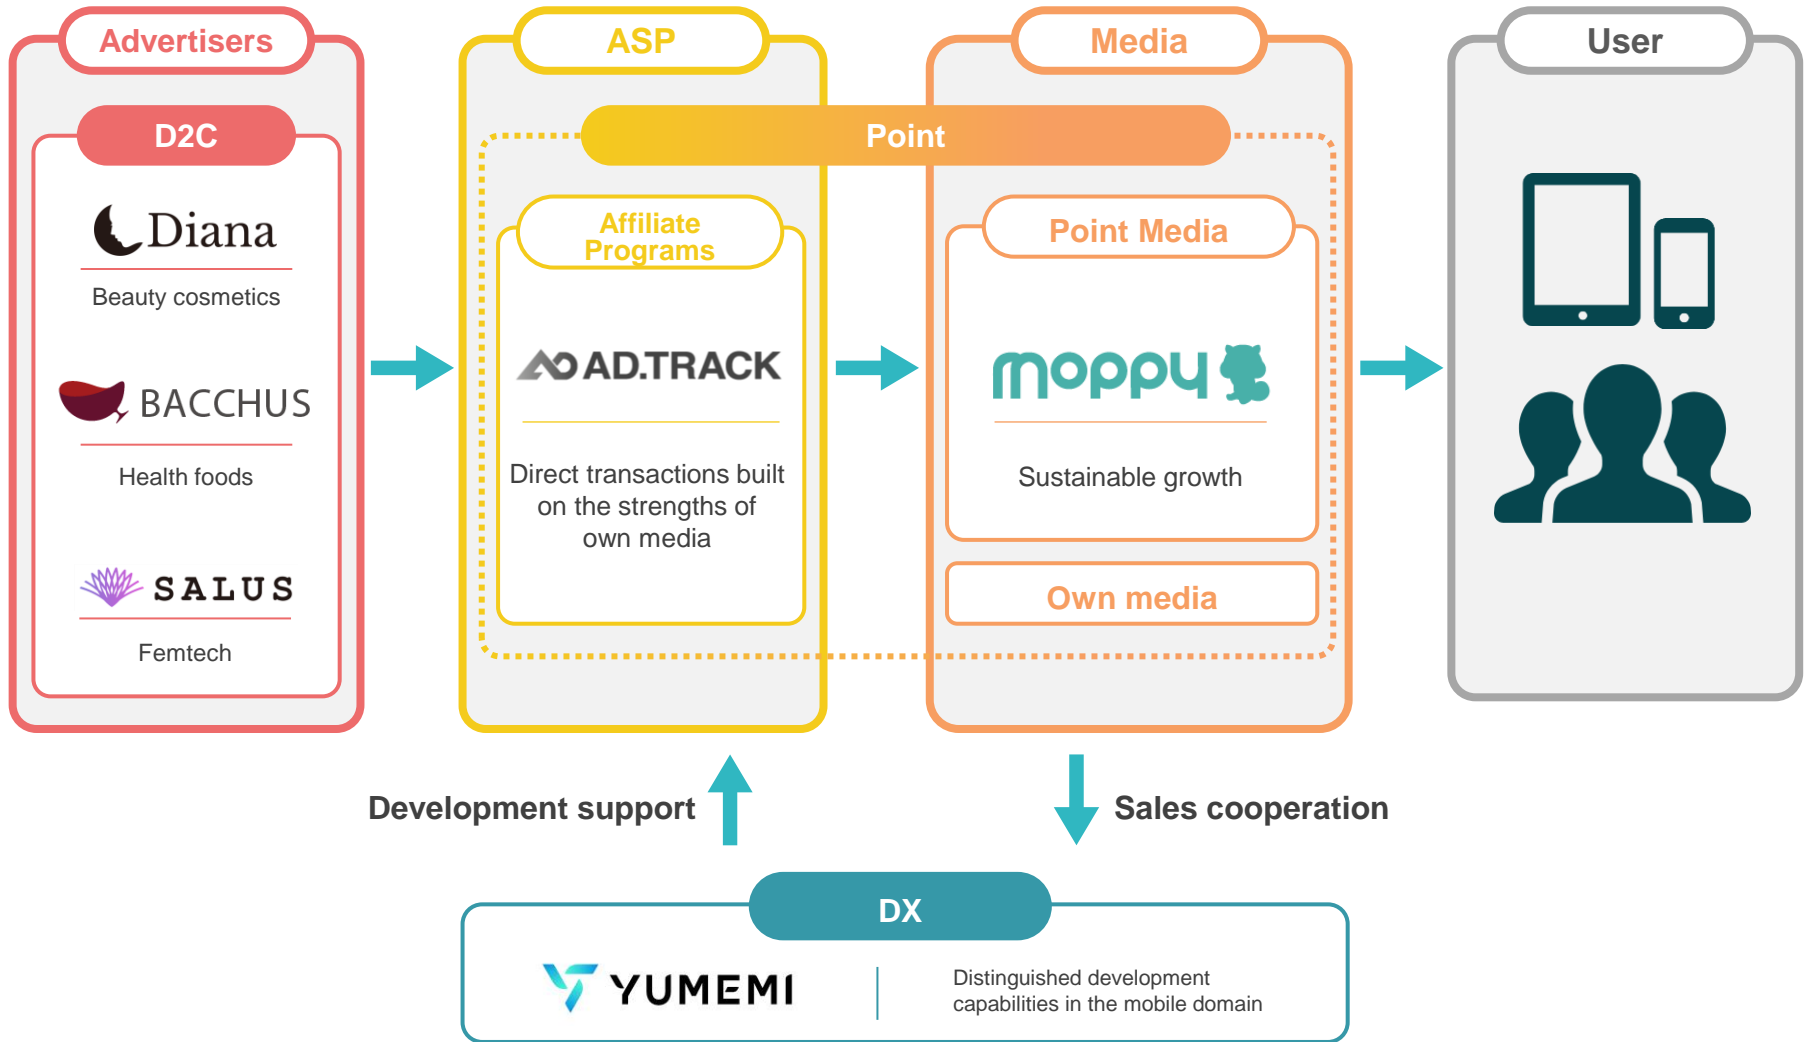 Advertisers
D2C
Diana
Beauty cosmetics
BACCHUS
Health foods
SALUS
Femtech
ASP
Media
Point
Affiliate
Programs
AD.TRACK
Direct transactions built
on the strengths of
own media
Point Media
moppy
Sustainable growth
Own media
User
Development support
Sales cooperation
DX
YUMEMI
Distinguished development
capabilities in the mobile domain